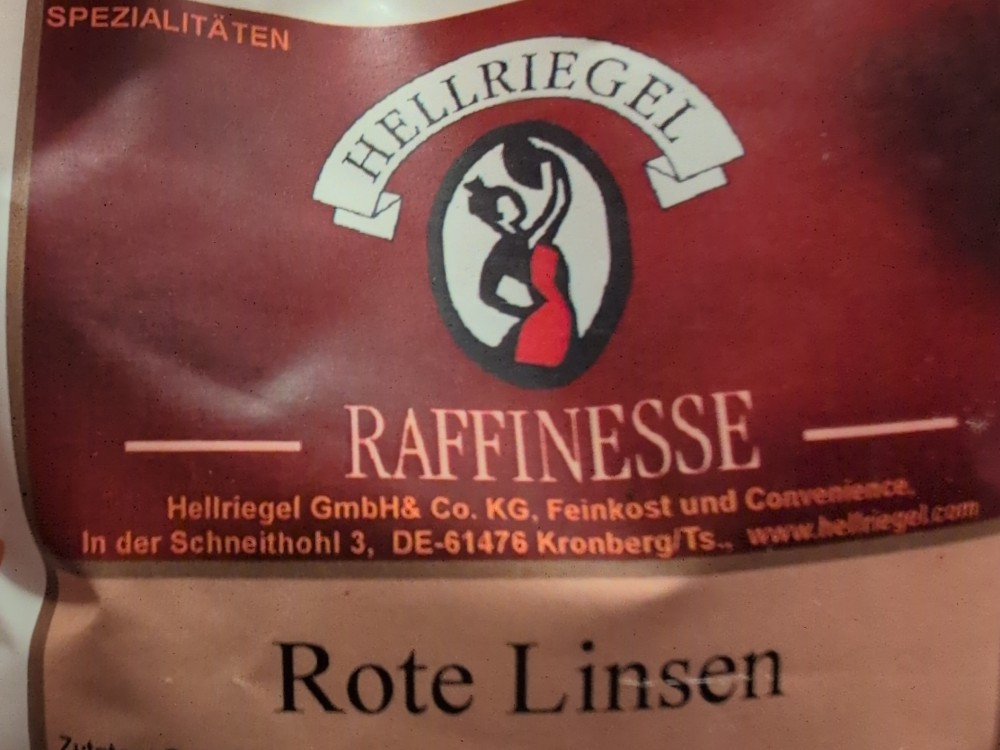 SPEZIALITÄTEN
HELLRIEGEL
RAFFINESSE
Hellriegel GmbH& Co. KG, Feinkost und Convenience,
In der Schneithohl 3, DE-61476 Kronberg/Ts., www.hellriegel.com
Rote Linsen